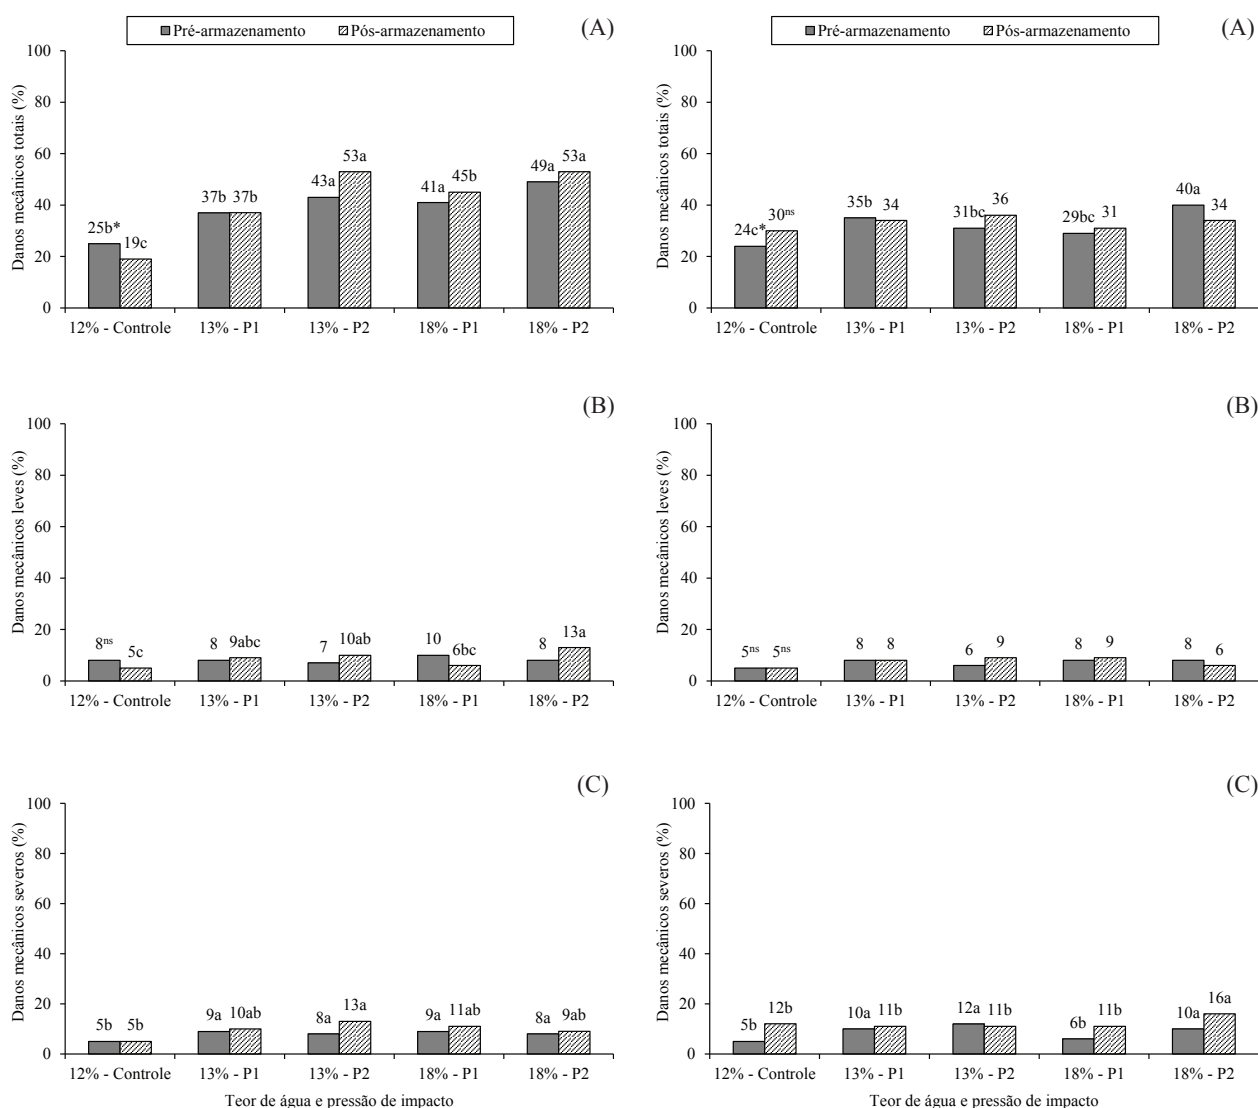 Pré-armazenamento Pós-armazenamento
(A)
Danos mecânicos totais (%)
100
80
60
40
20
0
25b* 19c 37b 37b 43a 53a 41a 45b 49a 53a
12% - Controle 13% - P1 13% - P2 18% - P1 18% - P2
Pré-armazenamento Pós-armazenamento
(A)
Danos mecânicos totais (%)
100
80
60
40
20
0
24c* 30ns 35b 34 31bc 36 29bc 31 40a 34
12% - Controle 13% - P1 13% - P2 18% - P1 18% - P2
(B)
Danos mecânicos leves (%)
100
80
60
40
20
0
8ns 5c 8 9abc 7 10ab 10 6bc 8 13a
12% - Controle 13% - P1 13% - P2 18% - P1 18% - P2
(B)
Danos mecânicos leves (%)
100
80
60
40
20
0
5ns 5ns 8 8 6 9 8 9 8 6
12% - Controle 13% - P1 13% - P2 18% - P1 18% - P2
(C)
Danos mecânicos severos (%)
100
80
60
40
20
0
5b 5b 9a 10ab 8a 13a 9a 11ab 8a 9ab
12% - Controle 13% - P1 13% - P2 18% - P1 18% - P2
Teor de água e pressão de impacto
(C)
Danos mecânicos severos (%)
100
80
60
40
20
0
5b 12b 10a 11b 12a 11b 6b 11b 10a 16a
12% - Controle 13% - P1 13% - P2 18% - P1 18% - P2
Teor de água e pressão de impacto